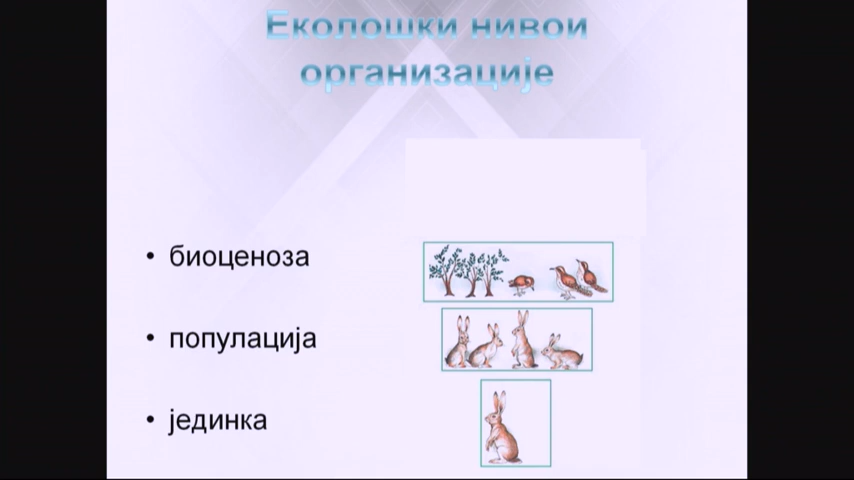 Еколошки нивои
организације
• биоценоза
• популација
• јединка